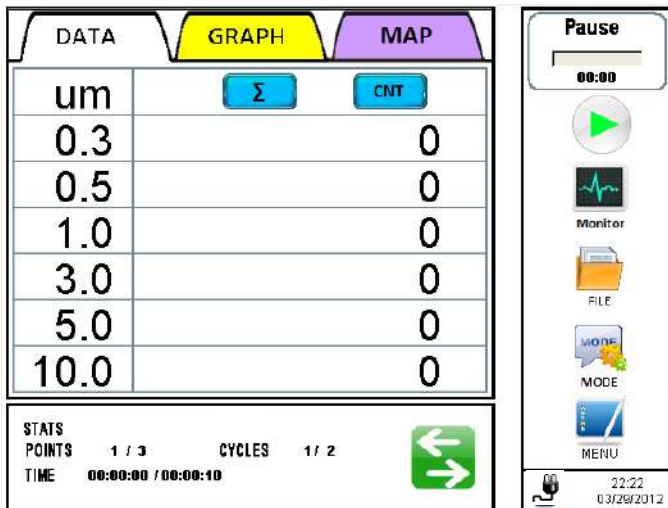 DATA GRAPH MAP
um Σ CNT
0.3 0
0.5 0
1.0 0
3.0 0
5.0 0
10.0 0
STATS
POINTS 1 / 3 CYCLES 1/ 2
TIME 00:00:00 / 00:00:10
Pause
00:00
Monitor
FILE
MODE
MODE
MENU
22:22
03/29/2012